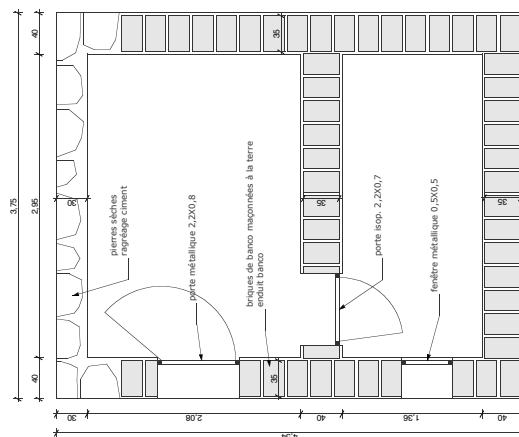 40
35
3,75
2,95
30
35
35
pierres sèches
ragréage ciment
porte métallique 2,2X0,8
briques de banco maçonnées à la terre
enduit banco
porte isop. 2,2X0,7
fenêtre métallique 0,5X0,5
40
35
30
2,08
40
1,36
40